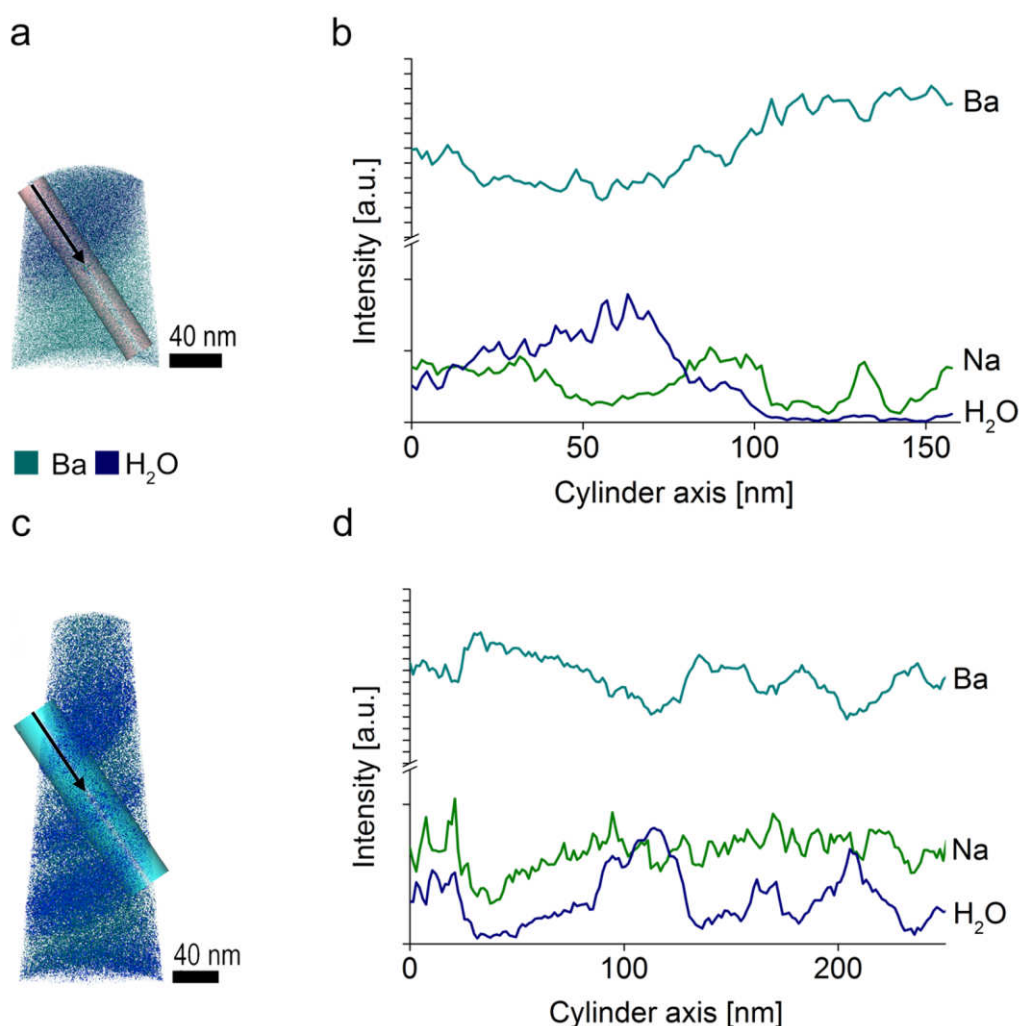 a
b
Intensity [a.u.]
Ba
Na
H₂O
0 50 100 150
Cylinder axis [nm]
40 nm
Ba H₂O
c
d
Intensity [a.u.]
Ba
Na
H₂O
0 100 200
Cylinder axis [nm]
40 nm